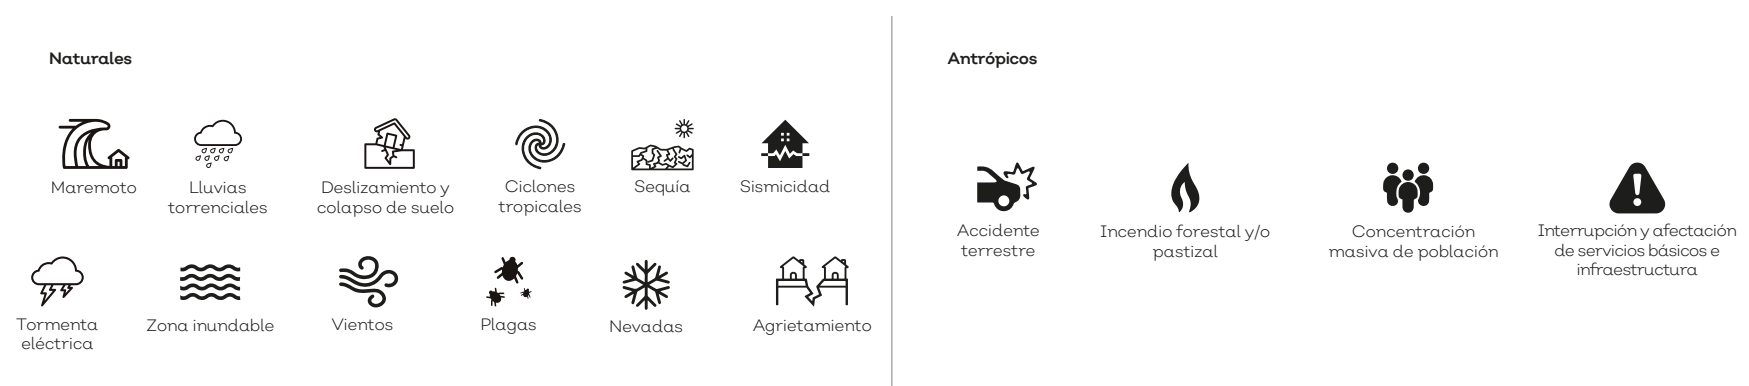 Naturales
Maremoto
Lluvias
torrenciales
Deslizamiento y
colapso de suelo
Ciclones
tropicales
Sequía
Sismicidad
Tormenta
eléctrica
Zona inundable
Vientos
Plagas
Nevadas
Agrietamiento
Antrópicos
Accidente
terrestre
Incendio forestal y/o
pastizal
Concentración
masiva de población
Interrupción y afectación
de servicios básicos e
infraestructura